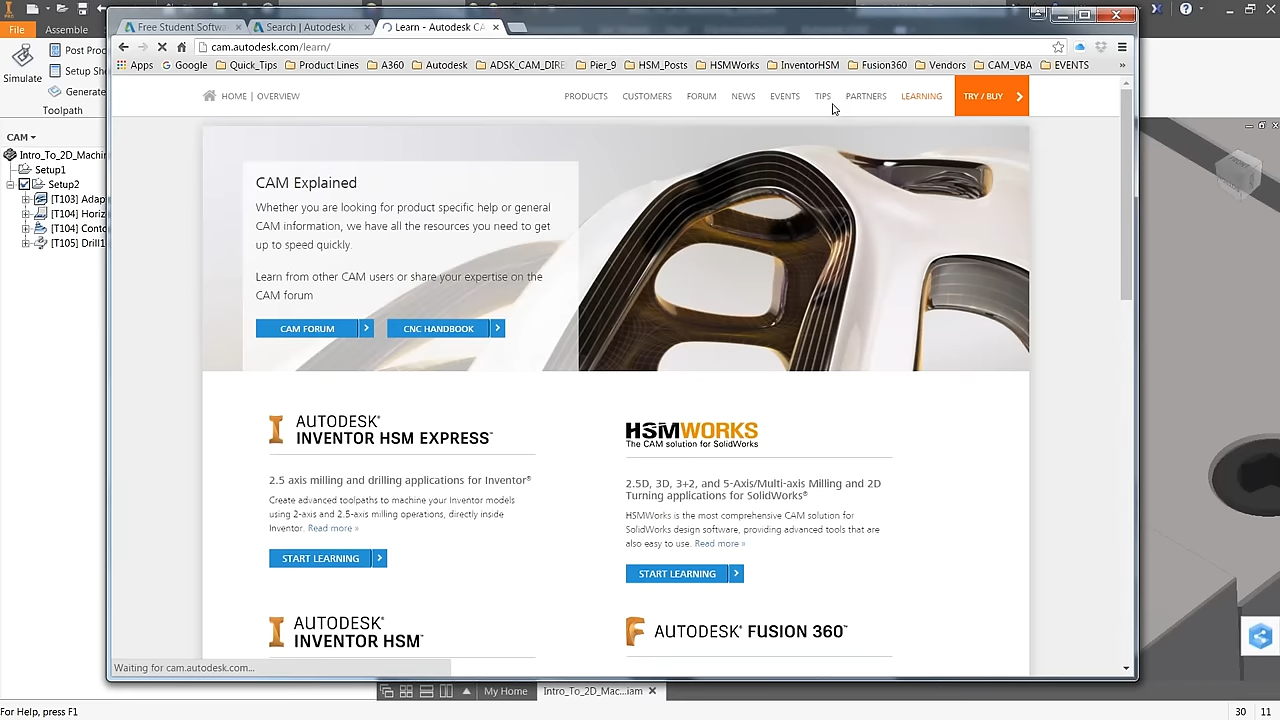 File
Assemble
Simulate
Post Proc
Setup Sh
Generate
Toolpath
CAM
Intro_To_2D_Machin
Setup1
Setup2
[T103] Adap
[T104] Horiz
[T104] Conto
[T105] Drill1
Free Student Softwa
Search | Autodesk K
Learn - Autodesk CA
cam.autodesk.com/learn/
Apps
Google
Quick_Tips
Product Lines
A360
Autodesk
ADSK_CAM_DIRE
Pier_9
HSM_Posts
HSMWorks
InventorHSM
Fusion360
Vendors
CAM_VBA
EVENTS
HOME | OVERVIEW
PRODUCTS
CUSTOMERS
FORUM
NEWS
EVENTS
TIPS
PARTNERS
LEARNING
TRY / BUY
CAM Explained
Whether you are looking for product specific help or general
CAM information, we have all the resources you need to get
up to speed quickly.
Learn from other CAM users or share your expertise on the
CAM forum
CAM FORUM
CNC HANDBOOK
AUTODESK®
INVENTOR HSM EXPRESS™
2.5 axis milling and drilling applications for Inventor®
Create advanced toolpaths to machine your Inventor models
using 2-axis and 2.5-axis milling operations, directly inside
Inventor. Read more »
START LEARNING
HSMWORKS
The CAM solution for SolidWorks
2.5D, 3D, 3+2, and 5-Axis/Multi-axis Milling and 2D
Turning applications for SolidWorks®
HSMWorks is the most comprehensive CAM solution for
SolidWorks design software, providing advanced tools that are
also easy to use. Read more »
START LEARNING
AUTODESK®
INVENTOR HSM™
AUTODESK® FUSION 360™
Waiting for cam.autodesk.com...
My Home
Intro_To_2D_Mac...iam
For Help, press F1
30 11